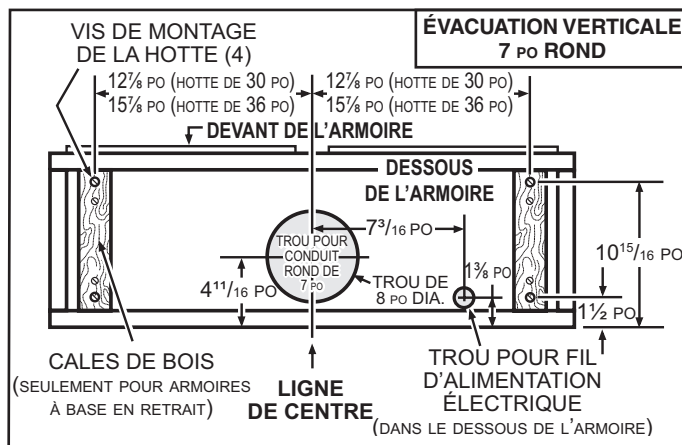 VIS DE MONTAGE
DE LA HOTTE (4)
ÉVACUATION VERTICALE
7 PO ROND
12⅞ PO (HOTTE DE 30 PO)
15⅞ PO (HOTTE DE 36 PO)
12⅞ PO (HOTTE DE 30 PO)
15⅞ PO (HOTTE DE 36 PO)
DEVANT DE L'ARMOIRE
DESSOUS
DE L'ARMOIRE
7³/₁₆ PO
TROU POUR
CONDUIT
ROND DE
7 PO
TROU DE
8 PO DIA.
1⅜ PO
4¹¹/₁₆ PO
10¹⁵/₁₆ PO
1½ PO
CALES DE BOIS
(SEULEMENT POUR ARMOIRES
À BASE EN RETRAIT)
LIGNE
DE CENTRE
TROU POUR FIL
D'ALIMENTATION
ÉLECTRIQUE
(DANS LE DESSOUS DE L'ARMOIRE)